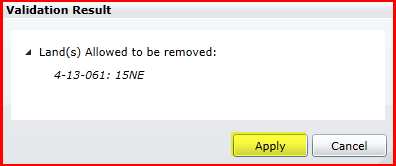 Validation Result
Land(s) Allowed to be removed:
4-13-061: 15NE
Apply Cancel